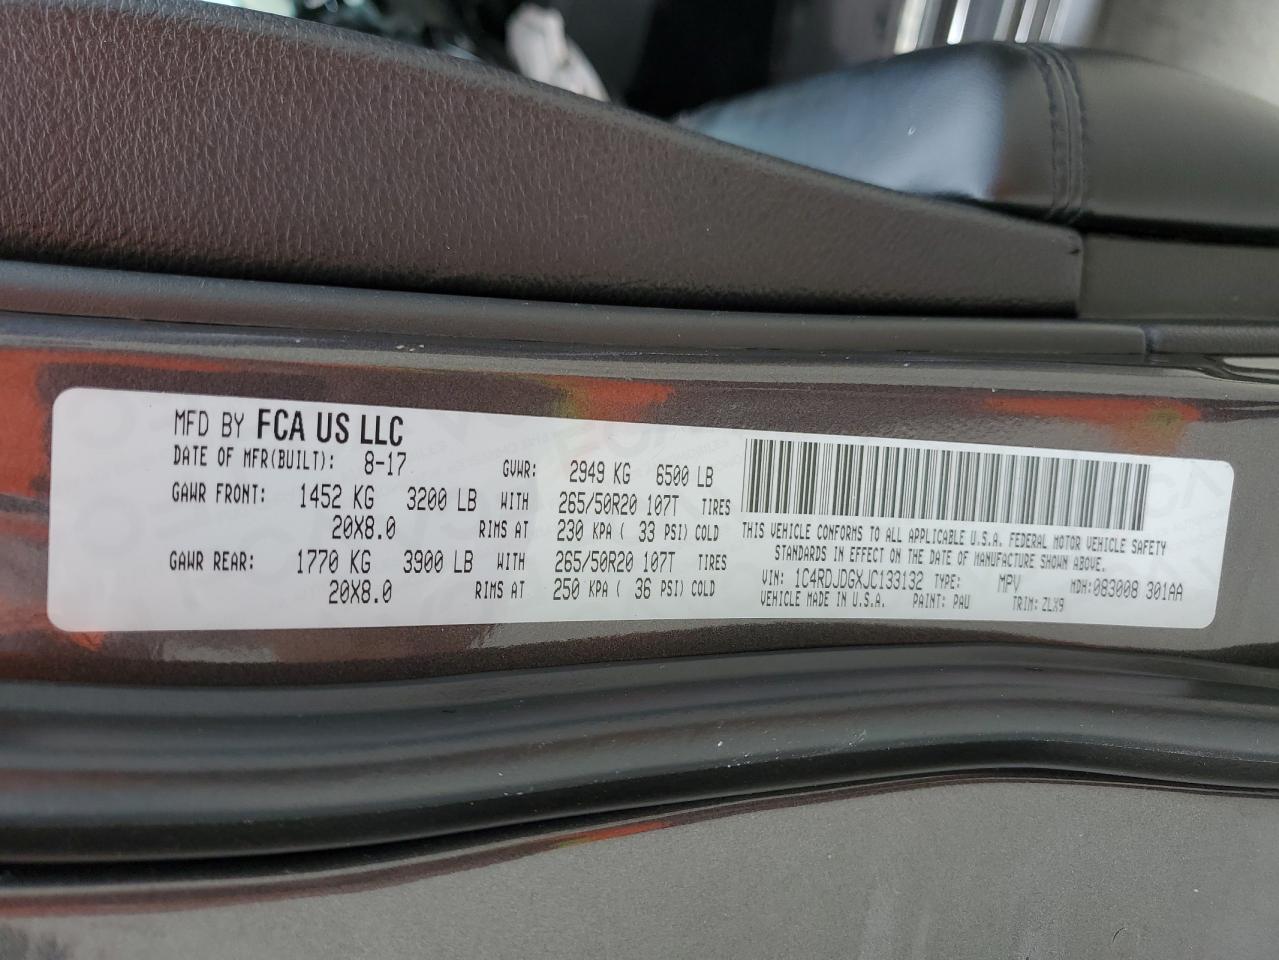 MFD BY FCA US LLC
DATE OF MFR(BUILT): 8-17 GVWR: 2949 KG 6500 LB
GAWR FRONT: 1452 KG 3200 LB WITH 265/50R20 107T TIRES
20X8.0 RIMS AT 230 KPA ( 33 PSI) COLD
GAWR REAR: 1770 KG 3900 LB WITH 265/50R20 107T TIRES
20X8.0 RIMS AT 250 KPA ( 36 PSI) COLD
THIS VEHICLE CONFORMS TO ALL APPLICABLE U.S.A. FEDERAL MOTOR VEHICLE SAFETY
STANDARDS IN EFFECT ON THE DATE OF MANUFACTURE SHOWN ABOVE.
VIN: 1C4RDJDGXJC133132 TYPE: MPV MDH:083008 301AA
VEHICLE MADE IN U.S.A. PAINT: PAU TRIM: ZLX9